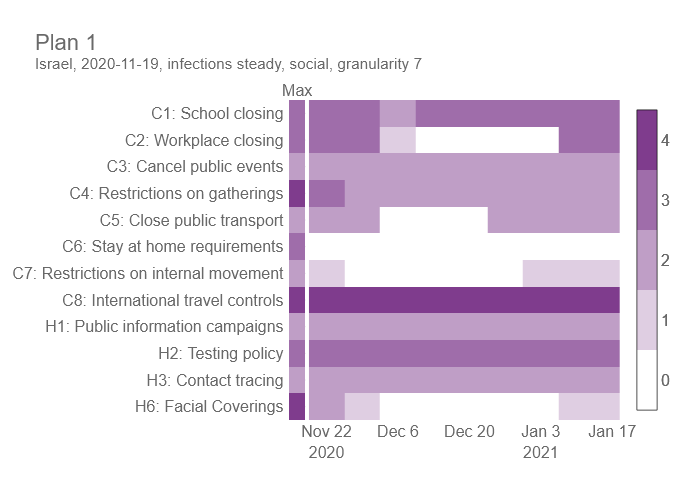 Plan 1
Israel, 2020-11-19, infections steady, social, granularity 7
Max
C1: School closing
C2: Workplace closing
C3: Cancel public events
C4: Restrictions on gatherings
C5: Close public transport
C6: Stay at home requirements
C7: Restrictions on internal movement
C8: International travel controls
H1: Public information campaigns
H2: Testing policy
H3: Contact tracing
H6: Facial Coverings
Nov 22 Dec 6 Dec 20 Jan 3 Jan 17
2020 2021
4
3
2
1
0